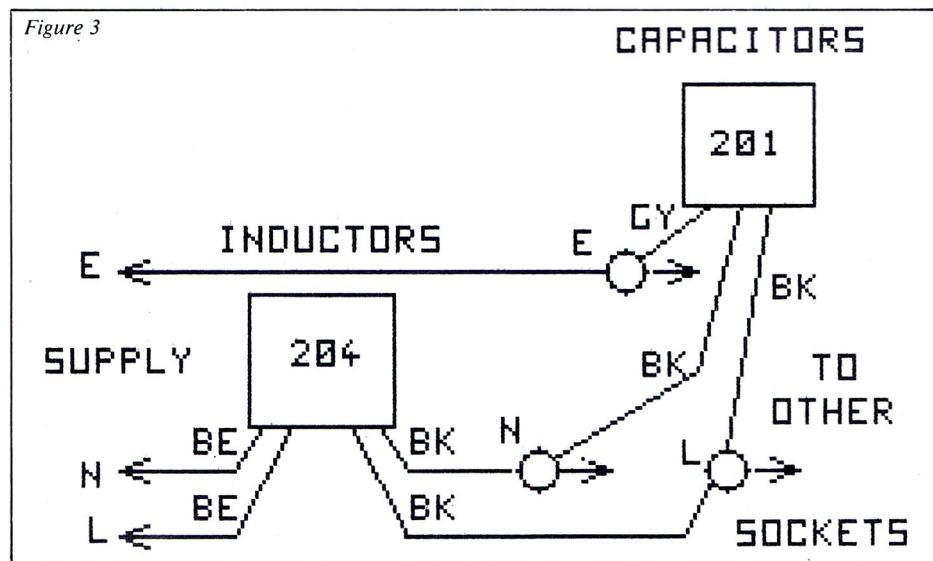 Figure 3
CAPACITORS
201
GY
INDUCTORS
E
E
BK
204
SUPPLY
BK
TO
OTHER
N
BE
BK
L
N
BE
BK
L
SOCKETS